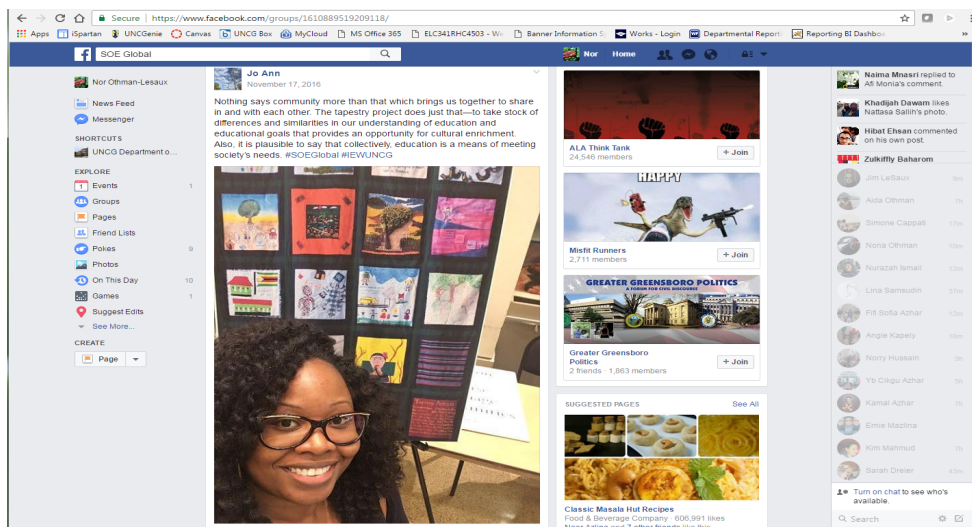 Secure | https://www.facebook.com/groups/1610889519209118/
Apps iSpartan UNCGenie Canvas UNCG Box MyCloud MS Office 365 ELC341RHC4503 - We Banner Information Sy Works - Login Departmental Reporti Reporting BI Dashbo
SOE Global
Nor Home
Nor Othman-Lesaux
News Feed
Messenger
SHORTCUTS
UNCG Department o...
EXPLORE
Events 1
Groups
Pages
Friend Lists
Pokes 9
Photos
On This Day 10
Games 1
Suggest Edits
See More...
CREATE
Page
Jo Ann
November 17, 2016
Nothing says community more than that which brings us together to share
in and with each other. The tapestry project does just that—to take stock of
differences and similarities in our understanding of education and
educational goals that provides an opportunity for cultural enrichment.
Also, it is plausible to say that collectively, education is a means of meeting
society's needs. #SOEGlobal #IEWUNCG
ALA Think Tank
24,546 members
+ Join
HAPPY
Misfit Runners
2,711 members
+ Join
GREATER GREENSBORO POLITICS
A FORUM FOR CIVIL DISCOURSE
Greater Greensboro
Politics
2 friends · 1,863 members
+ Join
SUGGESTED PAGES See All
Classic Masala Hut Recipes
Food & Beverage Company · 606,991 likes
Naima Mnasri replied to
Afi Monia's comment.
Khadijah Dawam likes
Nattasa Sallih's photo.
Hibat Ehsan commented
on his own post.
Zulkiffly Baharom
Jim LeSaux
Aida Othman
Simone Cappati
Nona Othman
Nurazah Ismail
Lina Samsudin
Fifi Sofia Azhar
Angie Kapely
Norry Hussain
Yb Cikgu Azhar
Kamal Azhar
Ernie Mazlina
Kim Mahmud
Sarah Dreier
Turn on chat to see who's
available.
Search